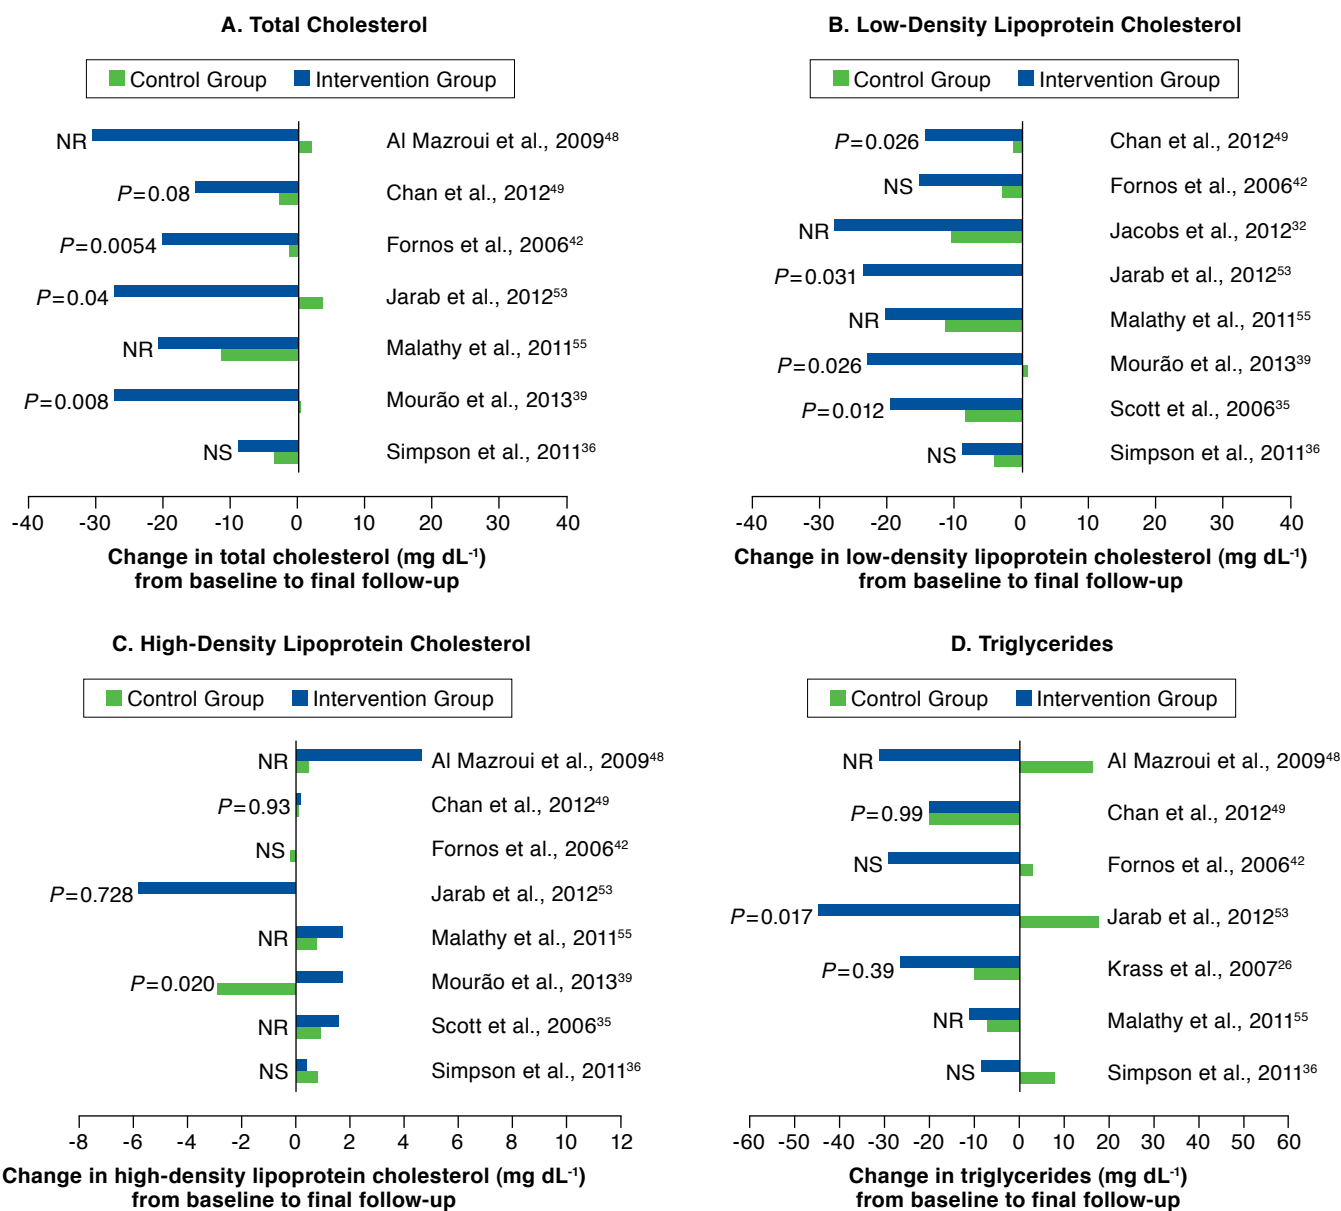 A. Total Cholesterol
Control Group Intervention Group
NR Al Mazroui et al., 2009⁴⁸
P=0.08 Chan et al., 2012⁴⁹
P=0.0054 Fornos et al., 2006⁴²
P=0.04 Jarab et al., 2012⁵³
NR Malathy et al., 2011⁵⁵
P=0.008 Mourão et al., 2013³⁹
NS Simpson et al., 2011³⁶
-40 -30 -20 -10 0 10 20 30 40
Change in total cholesterol (mg dL⁻¹)
from baseline to final follow-up
B. Low-Density Lipoprotein Cholesterol
Control Group Intervention Group
P=0.026 Chan et al., 2012⁴⁹
NS Fornos et al., 2006⁴²
NR Jacobs et al., 2012³²
P=0.031 Jarab et al., 2012⁵³
NR Malathy et al., 2011⁵⁵
P=0.026 Mourão et al., 2013³⁹
P=0.012 Scott et al., 2006³⁵
NS Simpson et al., 2011³⁶
-40 -30 -20 -10 0 10 20 30 40
Change in low-density lipoprotein cholesterol (mg dL⁻¹)
from baseline to final follow-up
C. High-Density Lipoprotein Cholesterol
Control Group Intervention Group
NR Al Mazroui et al., 2009⁴⁸
P=0.93 Chan et al., 2012⁴⁹
NS Fornos et al., 2006⁴²
P=0.728 Jarab et al., 2012⁵³
NR Malathy et al., 2011⁵⁵
P=0.020 Mourão et al., 2013³⁹
NR Scott et al., 2006³⁵
NS Simpson et al., 2011³⁶
-8 -6 -4 -2 0 2 4 6 8 10 12
Change in high-density lipoprotein cholesterol (mg dL⁻¹)
from baseline to final follow-up
D. Triglycerides
Control Group Intervention Group
NR Al Mazroui et al., 2009⁴⁸
P=0.99 Chan et al., 2012⁴⁹
NS Fornos et al., 2006⁴²
P=0.017 Jarab et al., 2012⁵³
P=0.39 Krass et al., 2007²⁶
NR Malathy et al., 2011⁵⁵
NS Simpson et al., 2011³⁶
-60 -50 -40 -30 -20 -10 0 10 20 30 40 50 60
Change in triglycerides (mg dL⁻¹)
from baseline to final follow-up